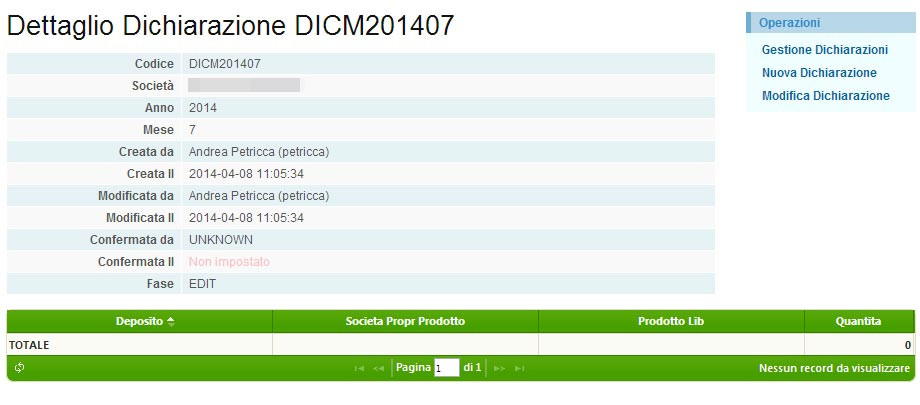 Dettaglio Dichiarazione DICM201407
Codice DICM201407
Società
Anno 2014
Mese 7
Creata da Andrea Petricca (petricca)
Creata Il 2014-04-08 11:05:34
Modificata da Andrea Petricca (petricca)
Modificata Il 2014-04-08 11:05:34
Confermata da UNKNOWN
Confermata Il Non impostato
Fase EDIT
Operazioni
Gestione Dichiarazioni
Nuova Dichiarazione
Modifica Dichiarazione
Deposito Societa Propr Prodotto Prodotto Lib Quantita
TOTALE 0
Pagina 1 di 1 Nessun record da visualizzare